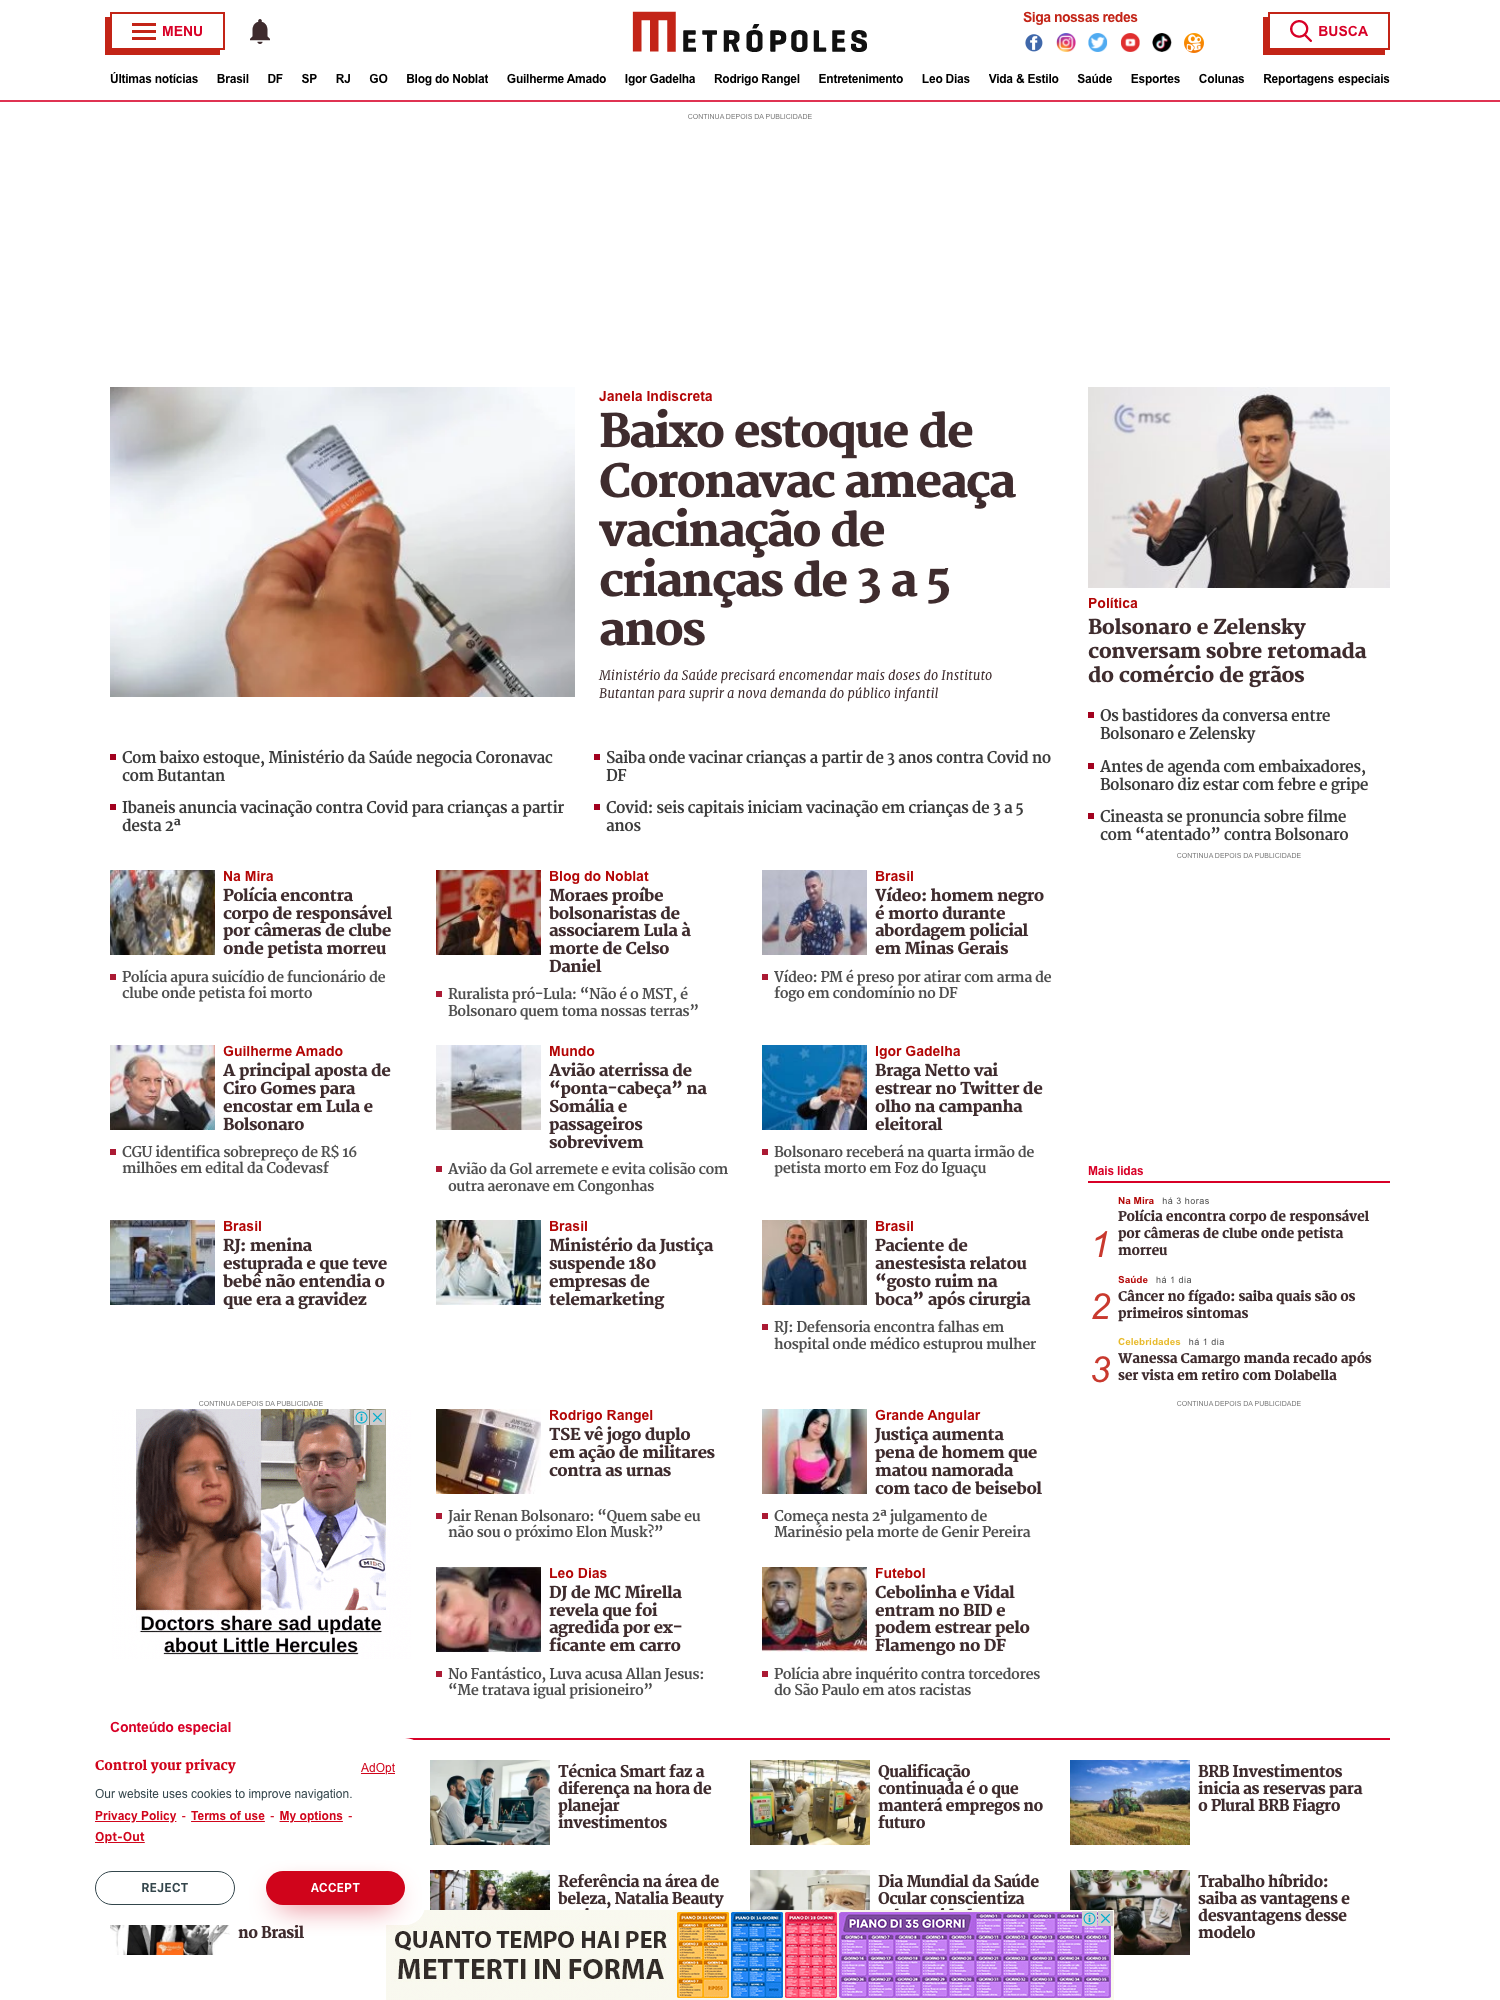 MENU
METRÓPOLES
Siga nossas redes
BUSCA
Últimas notícias Brasil DF SP RJ GO Blog do Noblat Guilherme Amado Igor Gadelha Rodrigo Rangel Entretenimento Leo Dias Vida & Estilo Saúde Esportes Colunas Reportagens especiais
CONTINUA DEPOIS DA PUBLICIDADE
Janela Indiscreta
Baixo estoque de
Coronavac ameaça
vacinação de
crianças de 3 a 5
anos
Ministério da Saúde precisará encomendar mais doses do Instituto
Butantan para suprir a nova demanda do público infantil
Com baixo estoque, Ministério da Saúde negocia Coronavac
com Butantan
Saiba onde vacinar crianças a partir de 3 anos contra Covid no
DF
Ibaneis anuncia vacinação contra Covid para crianças a partir
desta 2ª
Covid: seis capitais iniciam vacinação em crianças de 3 a 5
anos
msc
Política
Bolsonaro e Zelensky
conversam sobre retomada
do comércio de grãos
Os bastidores da conversa entre
Bolsonaro e Zelensky
Antes de agenda com embaixadores,
Bolsonaro diz estar com febre e gripe
Cineasta se pronuncia sobre filme
com “atentado” contra Bolsonaro
CONTINUA DEPOIS DA PUBLICIDADE
Na Mira
Polícia encontra
corpo de responsável
por câmeras de clube
onde petista morreu
Polícia apura suicídio de funcionário de
clube onde petista foi morto
Blog do Noblat
Moraes proíbe
bolsonaristas de
associarem Lula à
morte de Celso
Daniel
Ruralista pró-Lula: “Não é o MST, é
Bolsonaro quem toma nossas terras”
Brasil
Vídeo: homem negro
é morto durante
abordagem policial
em Minas Gerais
Vídeo: PM é preso por atirar com arma de
fogo em condomínio no DF
Guilherme Amado
A principal aposta de
Ciro Gomes para
encostar em Lula e
Bolsonaro
CGU identifica sobrepreço de R$ 16
milhões em edital da Codevasf
Mundo
Avião aterrissa de
“ponta-cabeça” na
Somália e
passageiros
sobrevivem
Avião da Gol arremete e evita colisão com
outra aeronave em Congonhas
Igor Gadelha
Braga Netto vai
estrear no Twitter de
olho na campanha
eleitoral
Bolsonaro receberá na quarta irmão de
petista morto em Foz do Iguaçu
Brasil
RJ: menina
estuprada e que teve
bebê não entendia o
que era a gravidez
Brasil
Ministério da Justiça
suspende 180
empresas de
telemarketing
Brasil
Paciente de
anestesista relatou
“gosto ruim na
boca” após cirurgia
RJ: Defensoria encontra falhas em
hospital onde médico estuprou mulher
Mais lidas
Na Mira há 3 horas
1
Polícia encontra corpo de responsável
por câmeras de clube onde petista
morreu
Saúde há 1 dia
2
Câncer no fígado: saiba quais são os
primeiros sintomas
Celebridades há 1 dia
3
Wanessa Camargo manda recado após
ser vista em retiro com Dolabella
CONTINUA DEPOIS DA PUBLICIDADE
CONTINUA DEPOIS DA PUBLICIDADE
Doctors share sad update
about Little Hercules
Rodrigo Rangel
TSE vê jogo duplo
em ação de militares
contra as urnas
Jair Renan Bolsonaro: “Quem sabe eu
não sou o próximo Elon Musk?”
Grande Angular
Justiça aumenta
pena de homem que
matou namorada
com taco de beisebol
Começa nesta 2ª julgamento de
Marinésio pela morte de Genir Pereira
Leo Dias
DJ de MC Mirella
revela que foi
agredida por ex-
ficante em carro
No Fantástico, Luva acusa Allan Jesus:
“Me tratava igual prisioneiro”
Futebol
Cebolinha e Vidal
entram no BID e
podem estrear pelo
Flamengo no DF
Polícia abre inquérito contra torcedores
do São Paulo em atos racistas
Conteúdo especial
Control your privacy
AdOpt
Our website uses cookies to improve navigation.
Privacy Policy - Terms of use - My options -
Opt-Out
REJECT
ACCEPT
no Brasil
Técnica Smart faz a
diferença na hora de
planejar
investimentos
Qualificação
continuada é o que
manterá empregos no
futuro
BRB Investimentos
inicia as reservas para
o Plural BRB Fiagro
Referência na área de
beleza, Natalia Beauty
Dia Mundial da Saúde
Ocular conscientiza
Trabalho híbrido:
saiba as vantagens e
desvantagens desse
modelo
QUANTO TEMPO HAI PER
METTERTI IN FORMA
PIANO DI 35 GIORNI